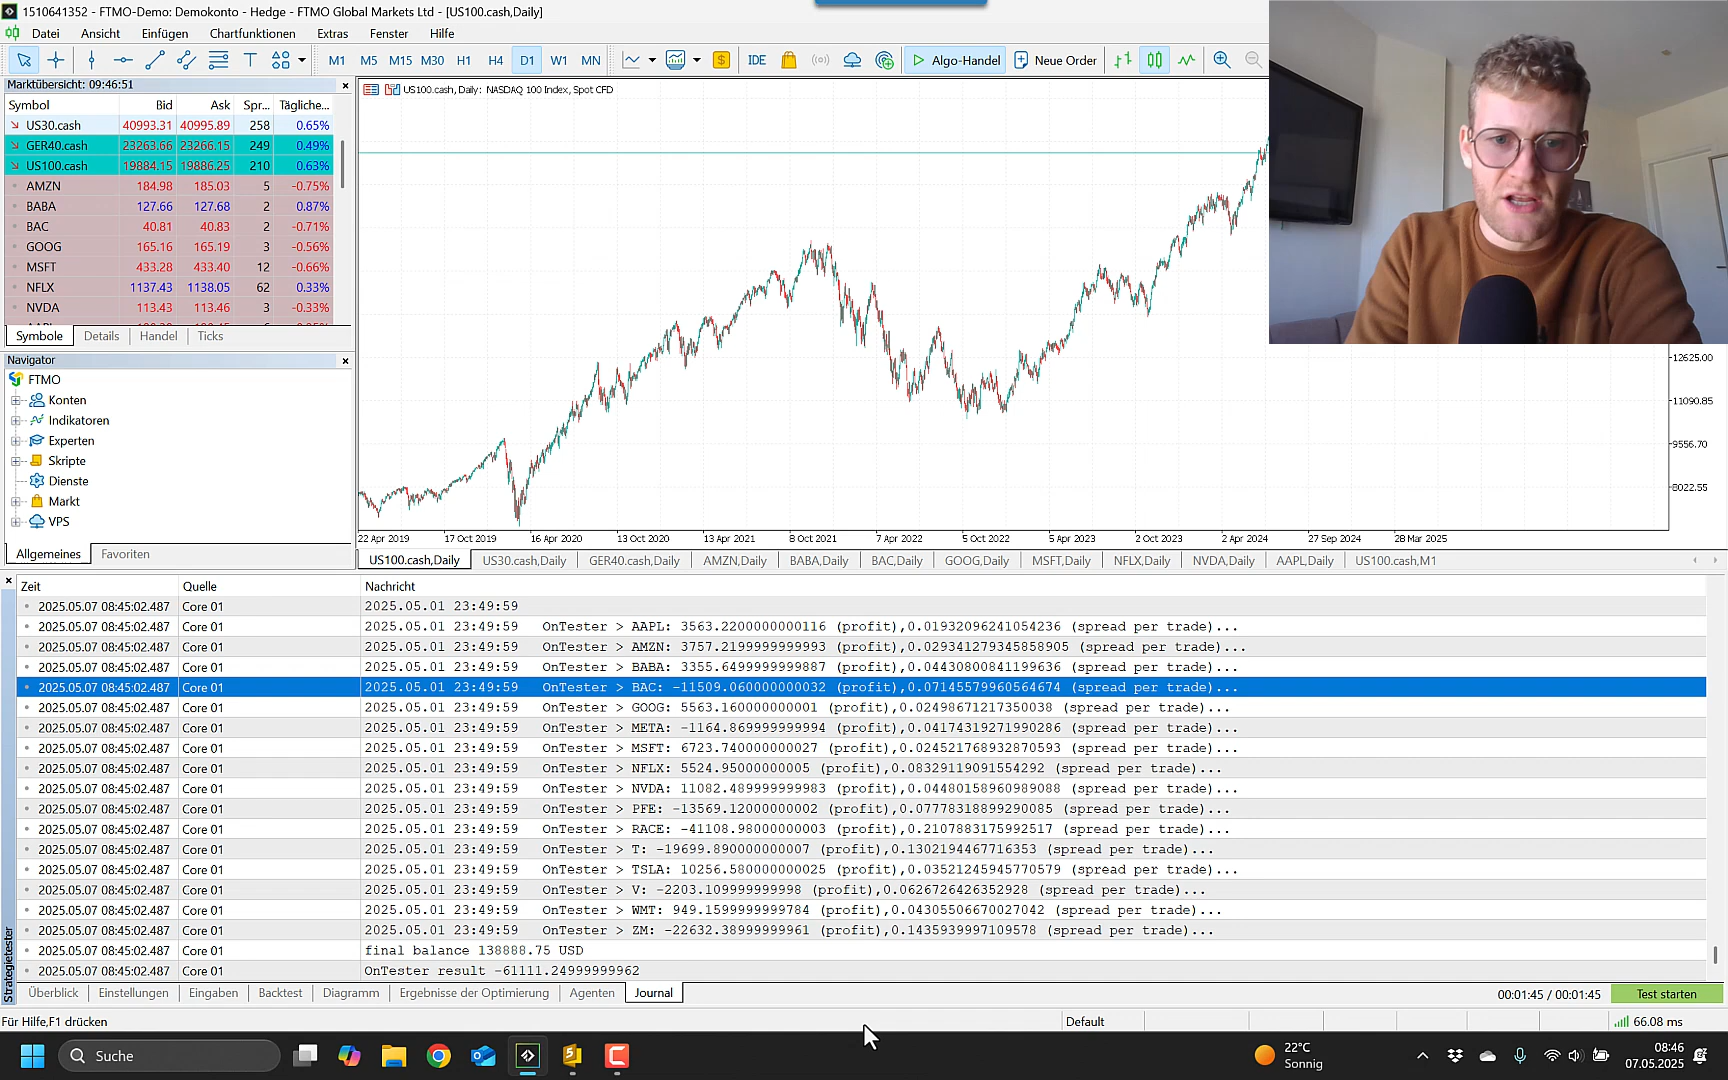 1510641352 - FTMO-Demo: Demokonto - Hedge - FTMO Global Markets Ltd - [US100.cash,Daily]
Datei Ansicht Einfügen Chartfunktionen Extras Fenster Hilfe
M1 M5 M15 M30 H1 H4 D1 W1 MN IDE Algo-Handel Neue Order
Marktübersicht: 09:46:51
Symbol Bid Ask Spr... Tägliche...
US30.cash 40993.31 40995.89 258 0.65%
GER40.cash 23263.66 23266.15 249 0.49%
US100.cash 19884.15 19886.25 210 0.63%
AMZN 184.98 185.03 5 -0.75%
BABA 127.66 127.68 2 0.87%
BAC 40.81 40.83 2 -0.71%
GOOG 165.16 165.19 3 -0.56%
MSFT 433.28 433.40 12 -0.66%
NFLX 1137.43 1138.05 62 0.33%
NVDA 113.43 113.46 3 -0.33%
Symbole Details Handel Ticks
Navigator
FTMO
Konten
Indikatoren
Experten
Skripte
Dienste
Markt
VPS
Allgemeines Favoriten
US100.cash, Daily: NASDAQ 100 Index, Spot CFD
12625.00
11090.85
9556.70
8022.55
22 Apr 2019 17 Oct 2019 16 Apr 2020 13 Oct 2020 13 Apr 2021 8 Oct 2021 7 Apr 2022 5 Oct 2022 5 Apr 2023 2 Oct 2023 2 Apr 2024 27 Sep 2024 28 Mar 2025
US100.cash,Daily US30.cash,Daily GER40.cash,Daily AMZN,Daily BABA,Daily BAC,Daily GOOG,Daily MSFT,Daily NFLX,Daily NVDA,Daily AAPL,Daily US100.cash,M1
Zeit Quelle Nachricht
2025.05.07 08:45:02.487 Core 01 2025.05.01 23:49:59
2025.05.07 08:45:02.487 Core 01 2025.05.01 23:49:59 OnTester > AAPL: 3563.2200000000116 (profit),0.01932096241054236 (spread per trade)...
2025.05.07 08:45:02.487 Core 01 2025.05.01 23:49:59 OnTester > AMZN: 3757.2199999999993 (profit),0.029341279345858905 (spread per trade)...
2025.05.07 08:45:02.487 Core 01 2025.05.01 23:49:59 OnTester > BABA: 3355.6499999999887 (profit),0.04430800841199636 (spread per trade)...
2025.05.07 08:45:02.487 Core 01 2025.05.01 23:49:59 OnTester > BAC: -11509.060000000032 (profit),0.07145579960564674 (spread per trade)...
2025.05.07 08:45:02.487 Core 01 2025.05.01 23:49:59 OnTester > GOOG: 5563.160000000001 (profit),0.02498671217350038 (spread per trade)...
2025.05.07 08:45:02.487 Core 01 2025.05.01 23:49:59 OnTester > META: -1164.869999999994 (profit),0.04174319271990286 (spread per trade)...
2025.05.07 08:45:02.487 Core 01 2025.05.01 23:49:59 OnTester > MSFT: 6723.740000000027 (profit),0.024521768932870593 (spread per trade)...
2025.05.07 08:45:02.487 Core 01 2025.05.01 23:49:59 OnTester > NFLX: 5524.95000000005 (profit),0.08329119091554292 (spread per trade)...
2025.05.07 08:45:02.487 Core 01 2025.05.01 23:49:59 OnTester > NVDA: 11082.489999999983 (profit),0.04480158960989088 (spread per trade)...
2025.05.07 08:45:02.487 Core 01 2025.05.01 23:49:59 OnTester > PFE: -13569.12000000002 (profit),0.07778318899290085 (spread per trade)...
2025.05.07 08:45:02.487 Core 01 2025.05.01 23:49:59 OnTester > RACE: -41108.98000000003 (profit),0.2107883175992517 (spread per trade)...
2025.05.07 08:45:02.487 Core 01 2025.05.01 23:49:59 OnTester > T: -19699.890000000007 (profit),0.1302194467716353 (spread per trade)...
2025.05.07 08:45:02.487 Core 01 2025.05.01 23:49:59 OnTester > TSLA: 10256.580000000025 (profit),0.03521245945770579 (spread per trade)...
2025.05.07 08:45:02.487 Core 01 2025.05.01 23:49:59 OnTester > V: -2203.109999999998 (profit),0.0626726426352928 (spread per trade)...
2025.05.07 08:45:02.487 Core 01 2025.05.01 23:49:59 OnTester > WMT: 949.1599999999784 (profit),0.04305506670027042 (spread per trade)...
2025.05.07 08:45:02.487 Core 01 2025.05.01 23:49:59 OnTester > ZM: -22632.38999999961 (profit),0.1435939997109578 (spread per trade)...
2025.05.07 08:45:02.487 Core 01 final balance 138888.75 USD
2025.05.07 08:45:02.487 Core 01 OnTester result -61111.24999999962
Strategietester
Überblick Einstellungen Eingaben Backtest Diagramm Ergebnisse der Optimierung Agenten Journal 00:01:45 / 00:01:45 Test starten
Für Hilfe,F1 drücken Default 66.08 ms
Suche
22°C
Sonnig
08:46
07.05.2025